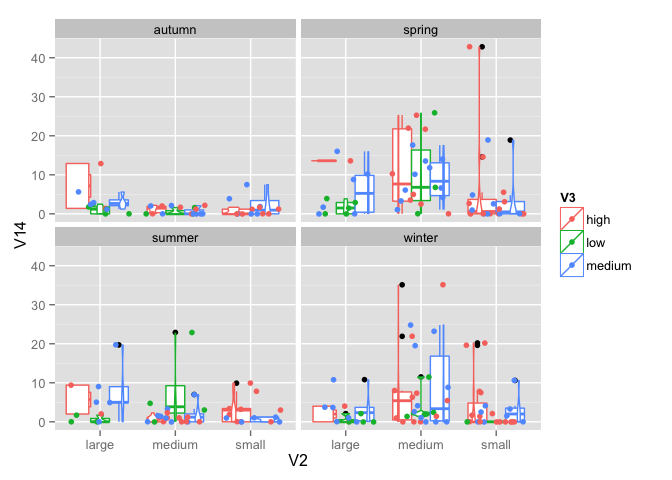 autumn
spring
40
30
20
10
0
V14
summer
winter
40
30
20
10
0
large
medium
small
large
medium
small
V2
V3
high
low
medium